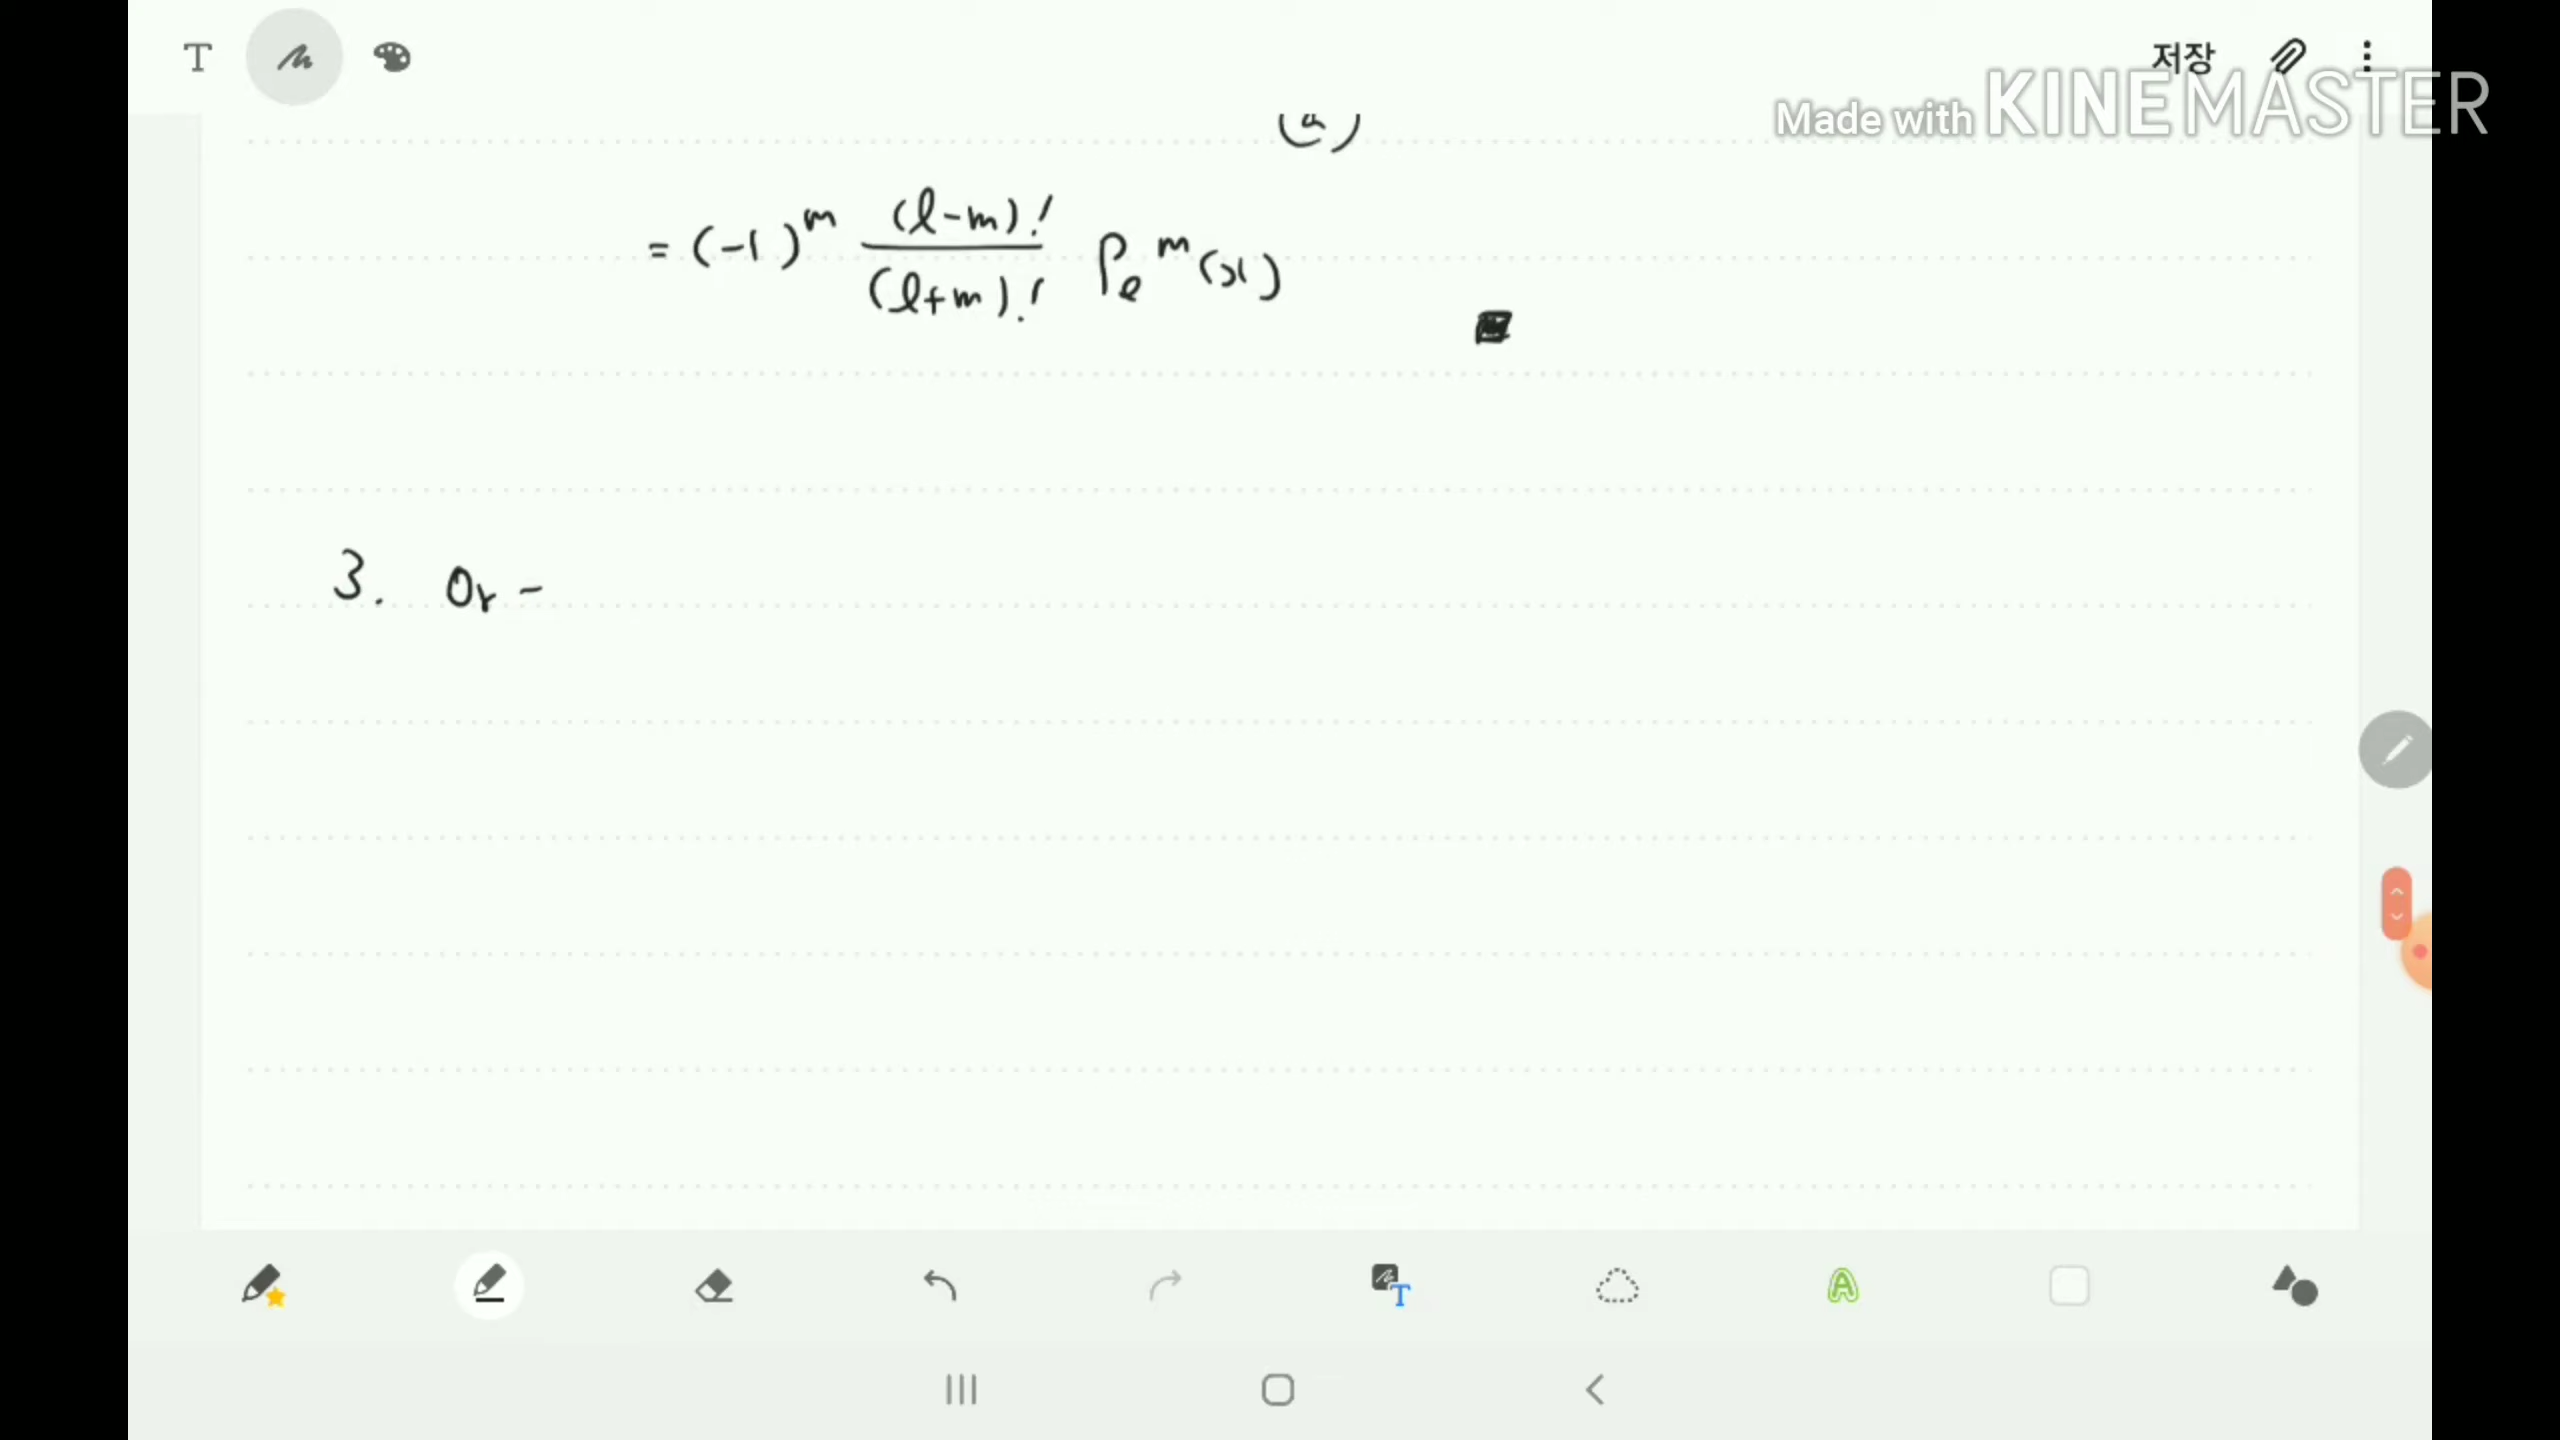 T
저장
Made with KINEMASTER
= (-1)^m (l-m)! / (l+m)! P_l^m (x)
3. Or -
T
A